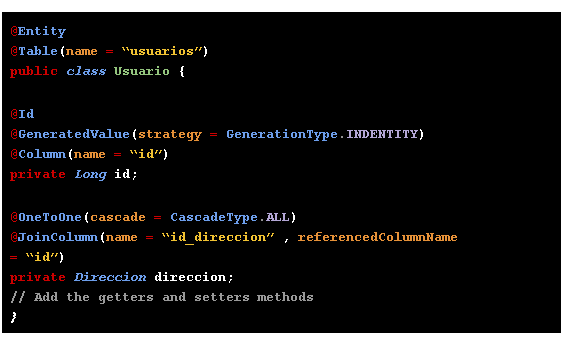 @Entity
@Table(name = “usuarios”)
public class Usuario {
@Id
@GeneratedValue(strategy = GenerationType.INDENTITY)
@Column(name = “id”)
private Long id;
@OneToOne(cascade = CascadeType.ALL)
@JoinColumn(name = “id_direccion” , referencedColumnName
= “id”)
private Direccion direccion;
// Add the getters and setters methods
}